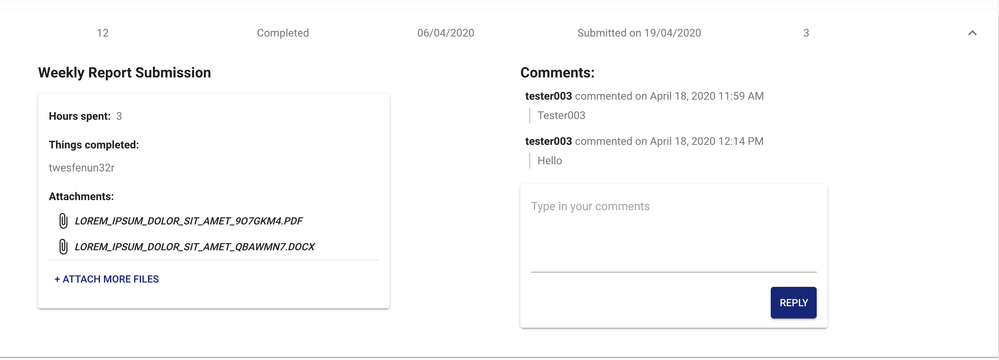 12 Completed 06/04/2020 Submitted on 19/04/2020 3
Weekly Report Submission
Hours spent: 3
Things completed:
twesfenun32r
Attachments:
LOREM_IPSUM_DOLOR_SIT_AMET_9O7GKM4.PDF
LOREM_IPSUM_DOLOR_SIT_AMET_QBAWMN7.DOCX
+ ATTACH MORE FILES
Comments:
tester003 commented on April 18, 2020 11:59 AM
Tester003
tester003 commented on April 18, 2020 12:14 PM
Hello
Type in your comments
REPLY